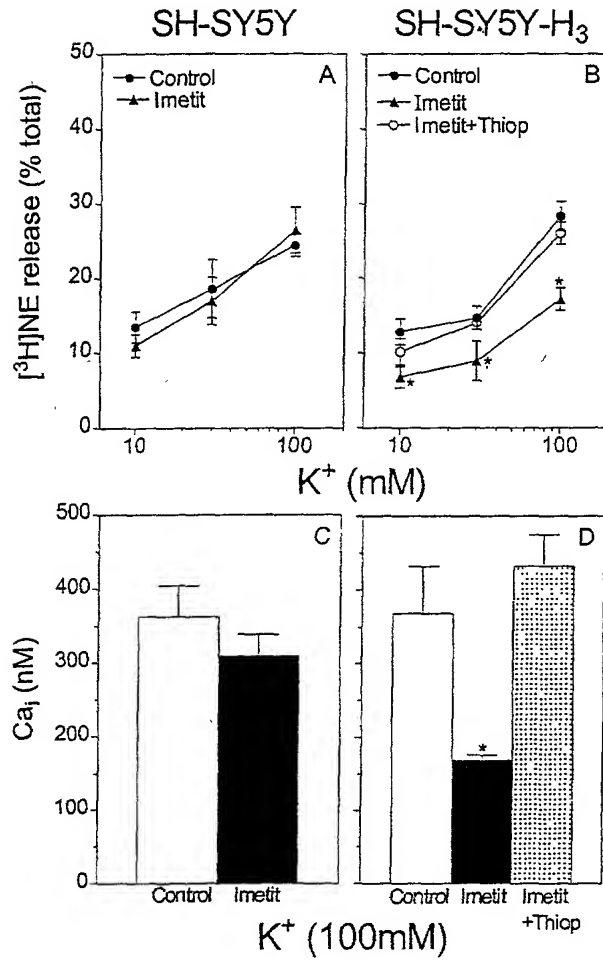 SH-SY5Y
SH-SY5Y-H3
[³H]NE release (% total)
50
40
30
20
10
0
Control
Imetit
A
Control
Imetit
Imetit+Thiop
B
*
*
*
10
100
10
100
K+ (mM)
Cai (nM)
500
400
300
200
100
0
C
D
*
Control
Imetit
Control
Imetit
Imetit
+Thiop
K+ (100mM)